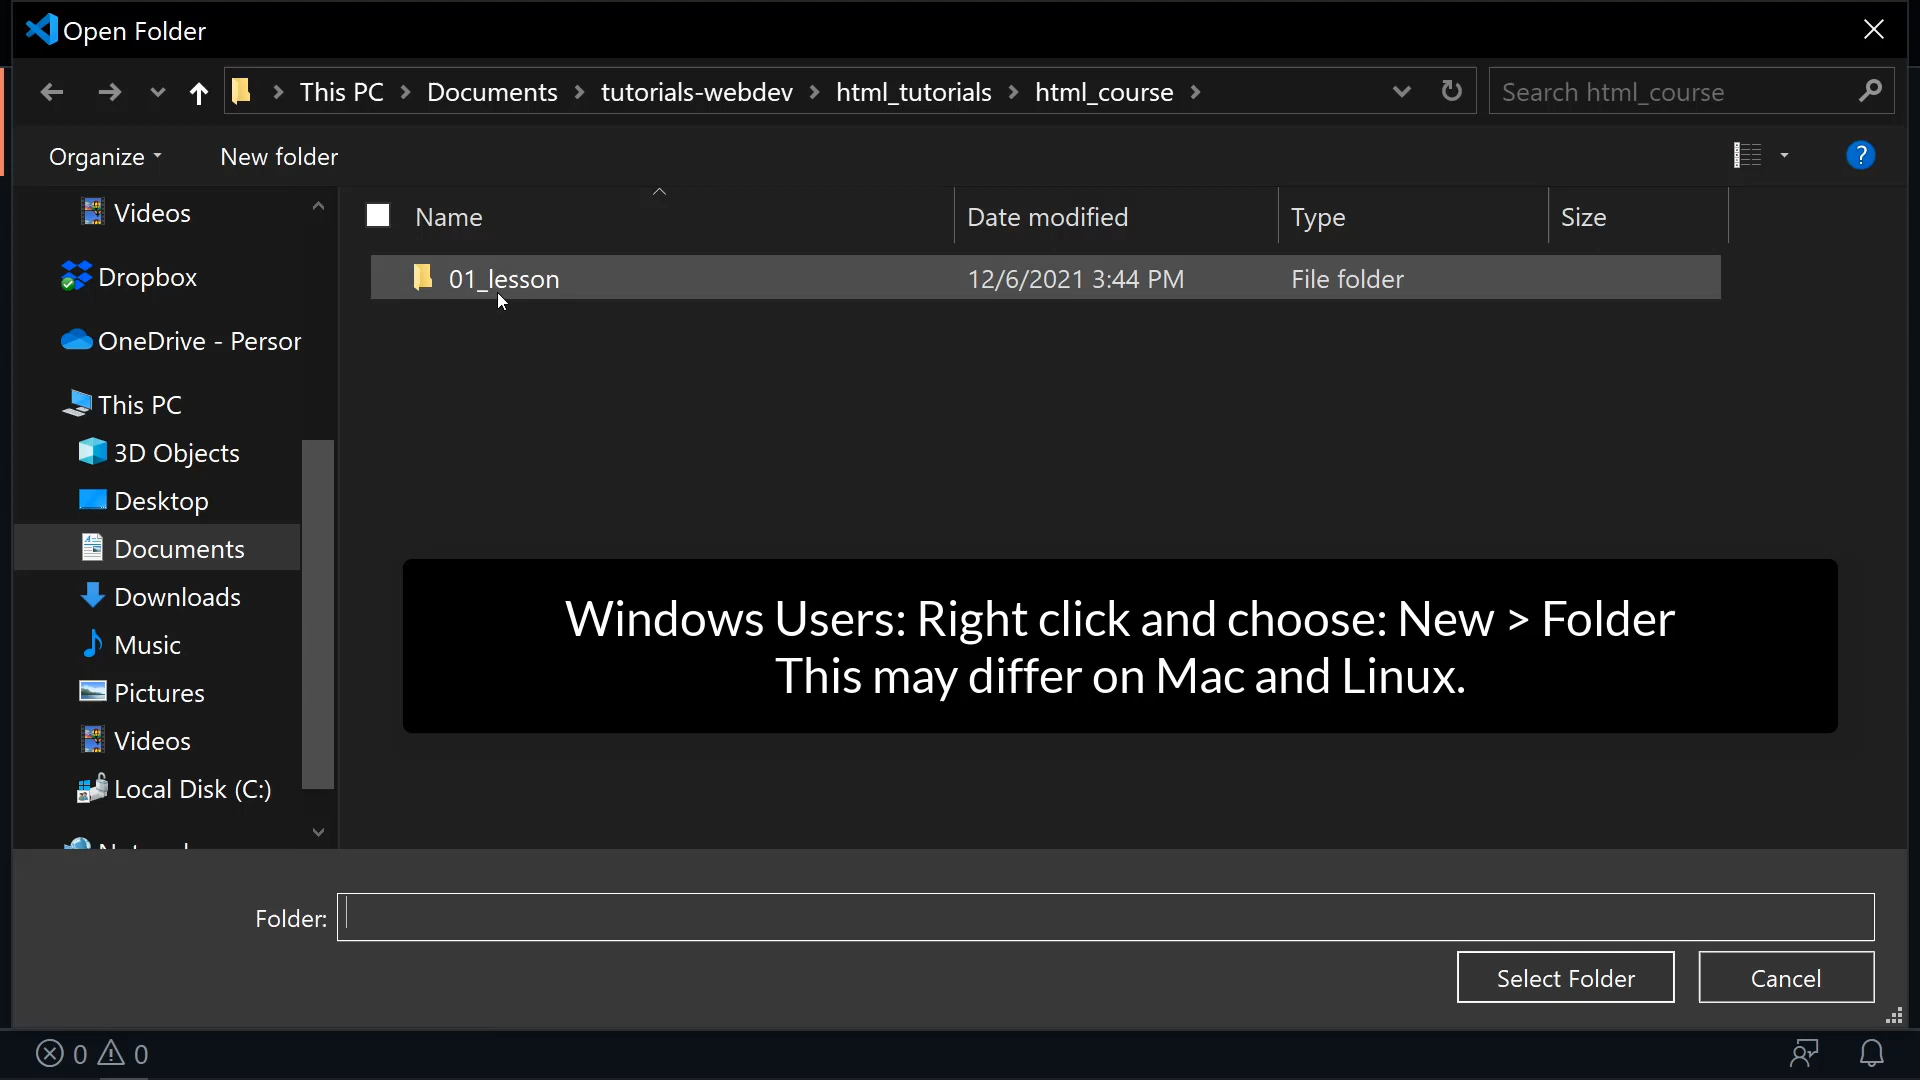 Open Folder
This PC > Documents > tutorials-webdev > html_tutorials > html_course >
Search html_course
Organize
New folder
?
Name
Date modified
Type
Size
01_lesson
12/6/2021 3:44 PM
File folder
Videos
Dropbox
OneDrive - Persor
This PC
3D Objects
Desktop
Documents
Downloads
Music
Pictures
Videos
Local Disk (C:)
Windows Users: Right click and choose: New > Folder
This may differ on Mac and Linux.
Folder:
Select Folder
Cancel
0
0